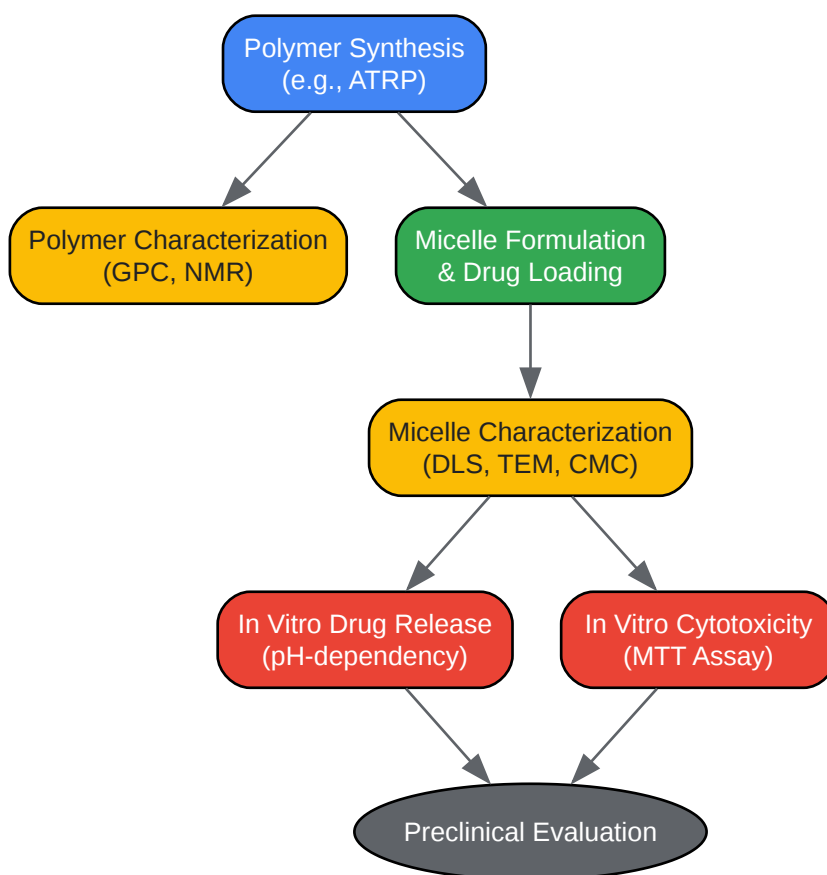 Polymer Synthesis
(e.g., ATRP)
Polymer Characterization
(GPC, NMR)
Micelle Formulation
& Drug Loading
Micelle Characterization
(DLS, TEM, CMC)
In Vitro Drug Release
(pH-dependency)
In Vitro Cytotoxicity
(MTT Assay)
Preclinical Evaluation